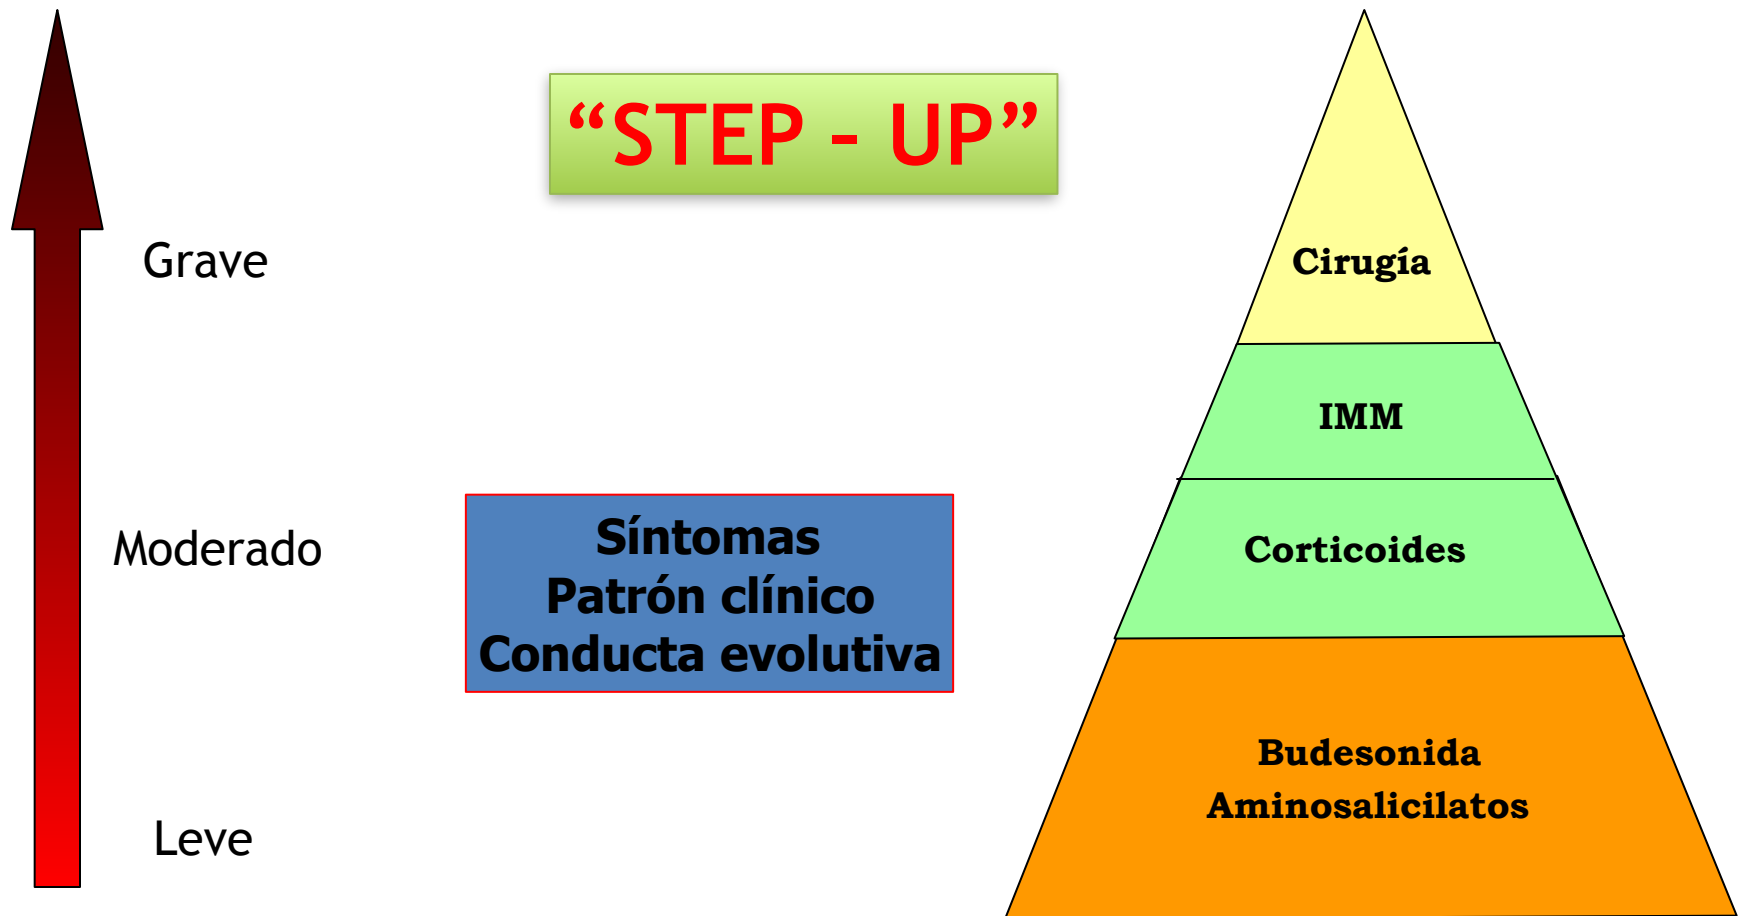 “STEP - UP”
Grave
Cirugía
IMM
Moderado
Síntomas
Patrón clínico
Conducta evolutiva
Corticoides
Budesonida
Aminosalicilatos
Leve